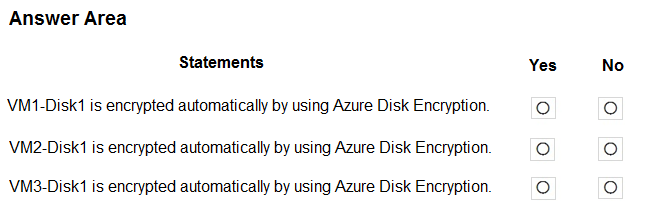 Answer Area
Statements Yes No
VM1-Disk1 is encrypted automatically by using Azure Disk Encryption.
VM2-Disk1 is encrypted automatically by using Azure Disk Encryption.
VM3-Disk1 is encrypted automatically by using Azure Disk Encryption.